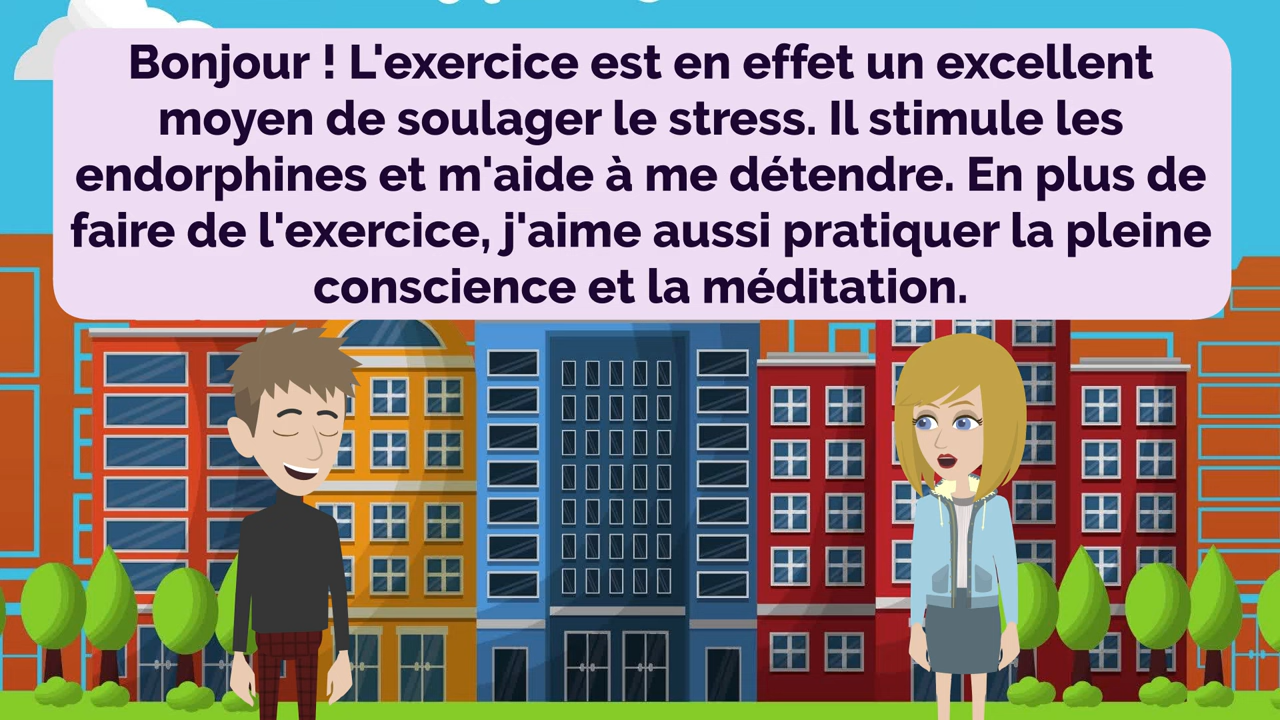 Bonjour ! L'exercice est en effet un excellent
moyen de soulager le stress. Il stimule les
endorphines et m'aide à me détendre. En plus de
faire de l'exercice, j'aime aussi pratiquer la pleine
conscience et la méditation.